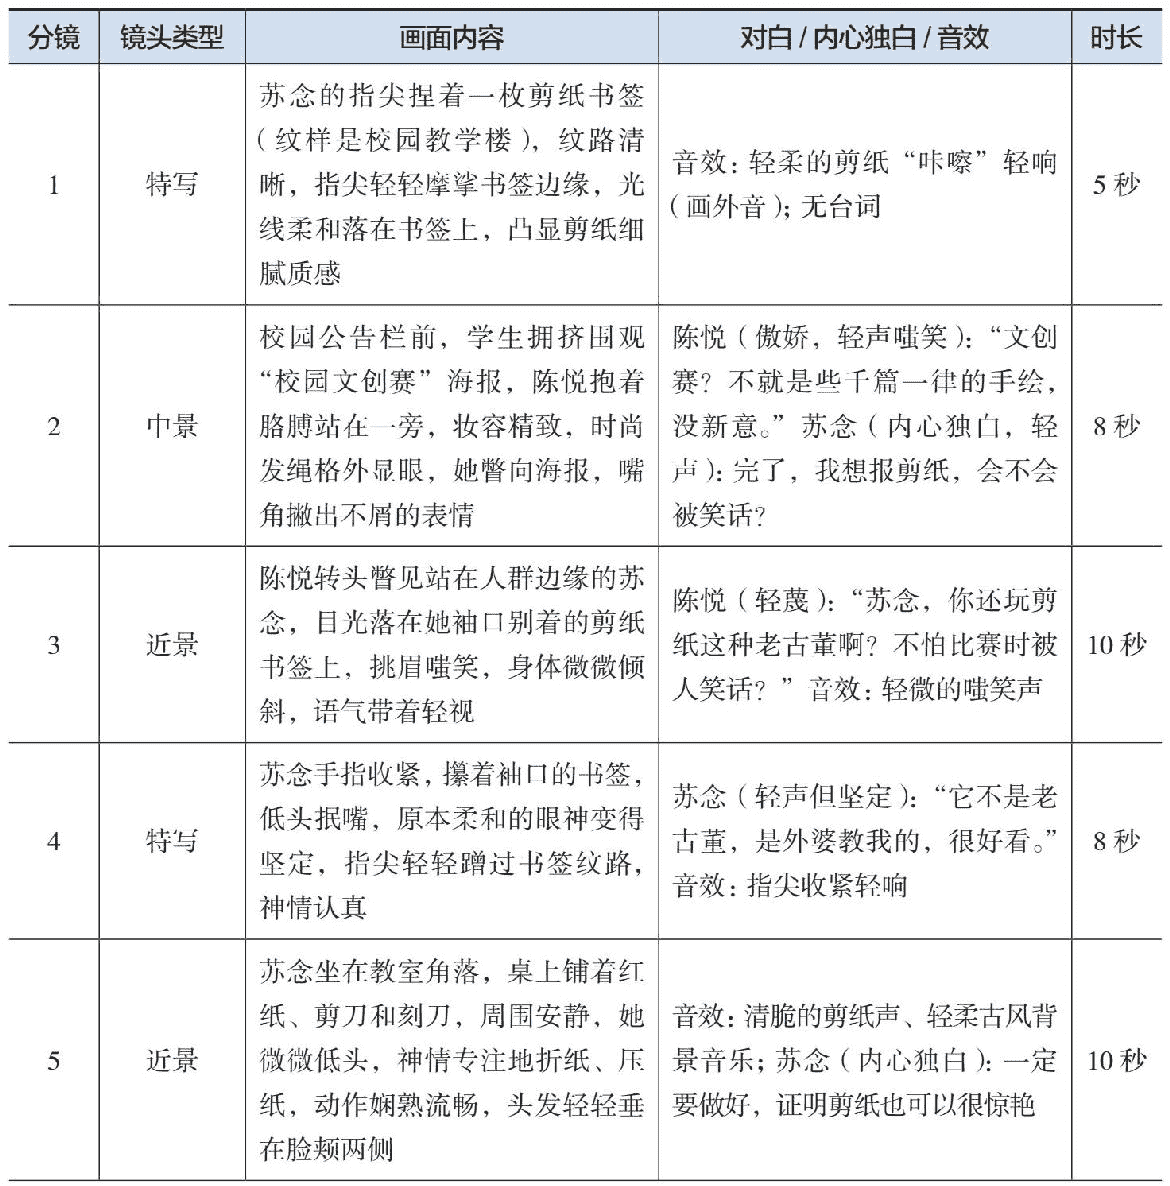 分镜 镜头类型 画面内容 对白/内心独白/音效 时长
1
特写
苏念的指尖捏着一枚剪纸书签
（纹样是校园教学楼），纹路清
晰，指尖轻轻摩挲书签边缘，光
线柔和落在书签上，凸显剪纸细
腻质感
音效：轻柔的剪纸“咔嚓”轻响
（画外音）；无台词
5 秒
2
中景
校园公告栏前，学生拥挤围观
“校园文创赛”海报，陈悦抱着
胳膊站在一旁，妆容精致，时尚
发绳格外显眼，她瞥向海报，嘴
角撇出不屑的表情
陈悦（傲娇，轻声嗤笑）：“文创
赛？不就是些千篇一律的手绘，
没新意。”苏念（内心独白，轻
声）：完了，我想报剪纸，会不会
被笑话？
8 秒
3
近景
陈悦转头瞥见站在人群边缘的苏
念，目光落在她袖口别着的剪纸
书签上，挑眉嗤笑，身体微微倾
斜，语气带着轻视
陈悦（轻蔑）：“苏念，你还玩剪
纸这种老古董啊？不怕比赛时被
人笑话？”音效：轻微的嗤笑声
10 秒
4
特写
苏念手指收紧，攥着袖口的书签，
低头抿嘴，原本柔和的眼神变得
坚定，指尖轻轻蹭过书签纹路，
神情认真
苏念（轻声但坚定）：“它不是老
古董，是外婆教我的，很好看。”
音效：指尖收紧轻响
8 秒
5
近景
苏念坐在教室角落，桌上铺着红
纸、剪刀和刻刀，周围安静，她
微微低头，神情专注地折纸、压
纸，动作娴熟流畅，头发轻轻垂
在脸颊两侧
音效：清脆的剪纸声、轻柔古风背
景音乐；苏念（内心独白）：一定
要做好，证明剪纸也可以很惊艳
10 秒